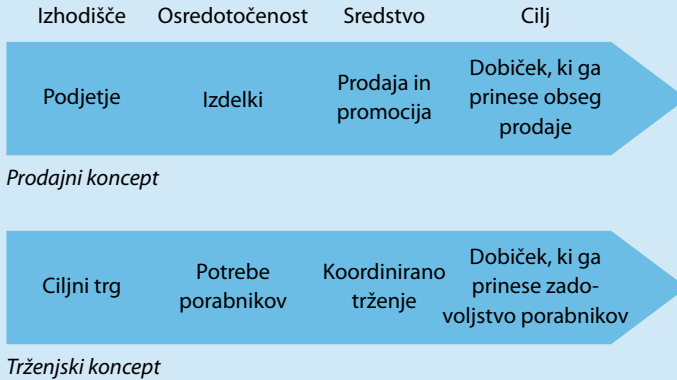 Izhodišče Osredotočenost Sredstvo Cilj
Podjetje
Izdelki
Prodaja in
promocija
Dobiček, ki ga
prinese obseg
prodaje
Prodajni koncept
Ciljni trg
Potrebe
porabnikov
Koordinirano
trženje
Dobiček, ki ga
prinese zado-
voljstvo porabnikov
Trženjski koncept